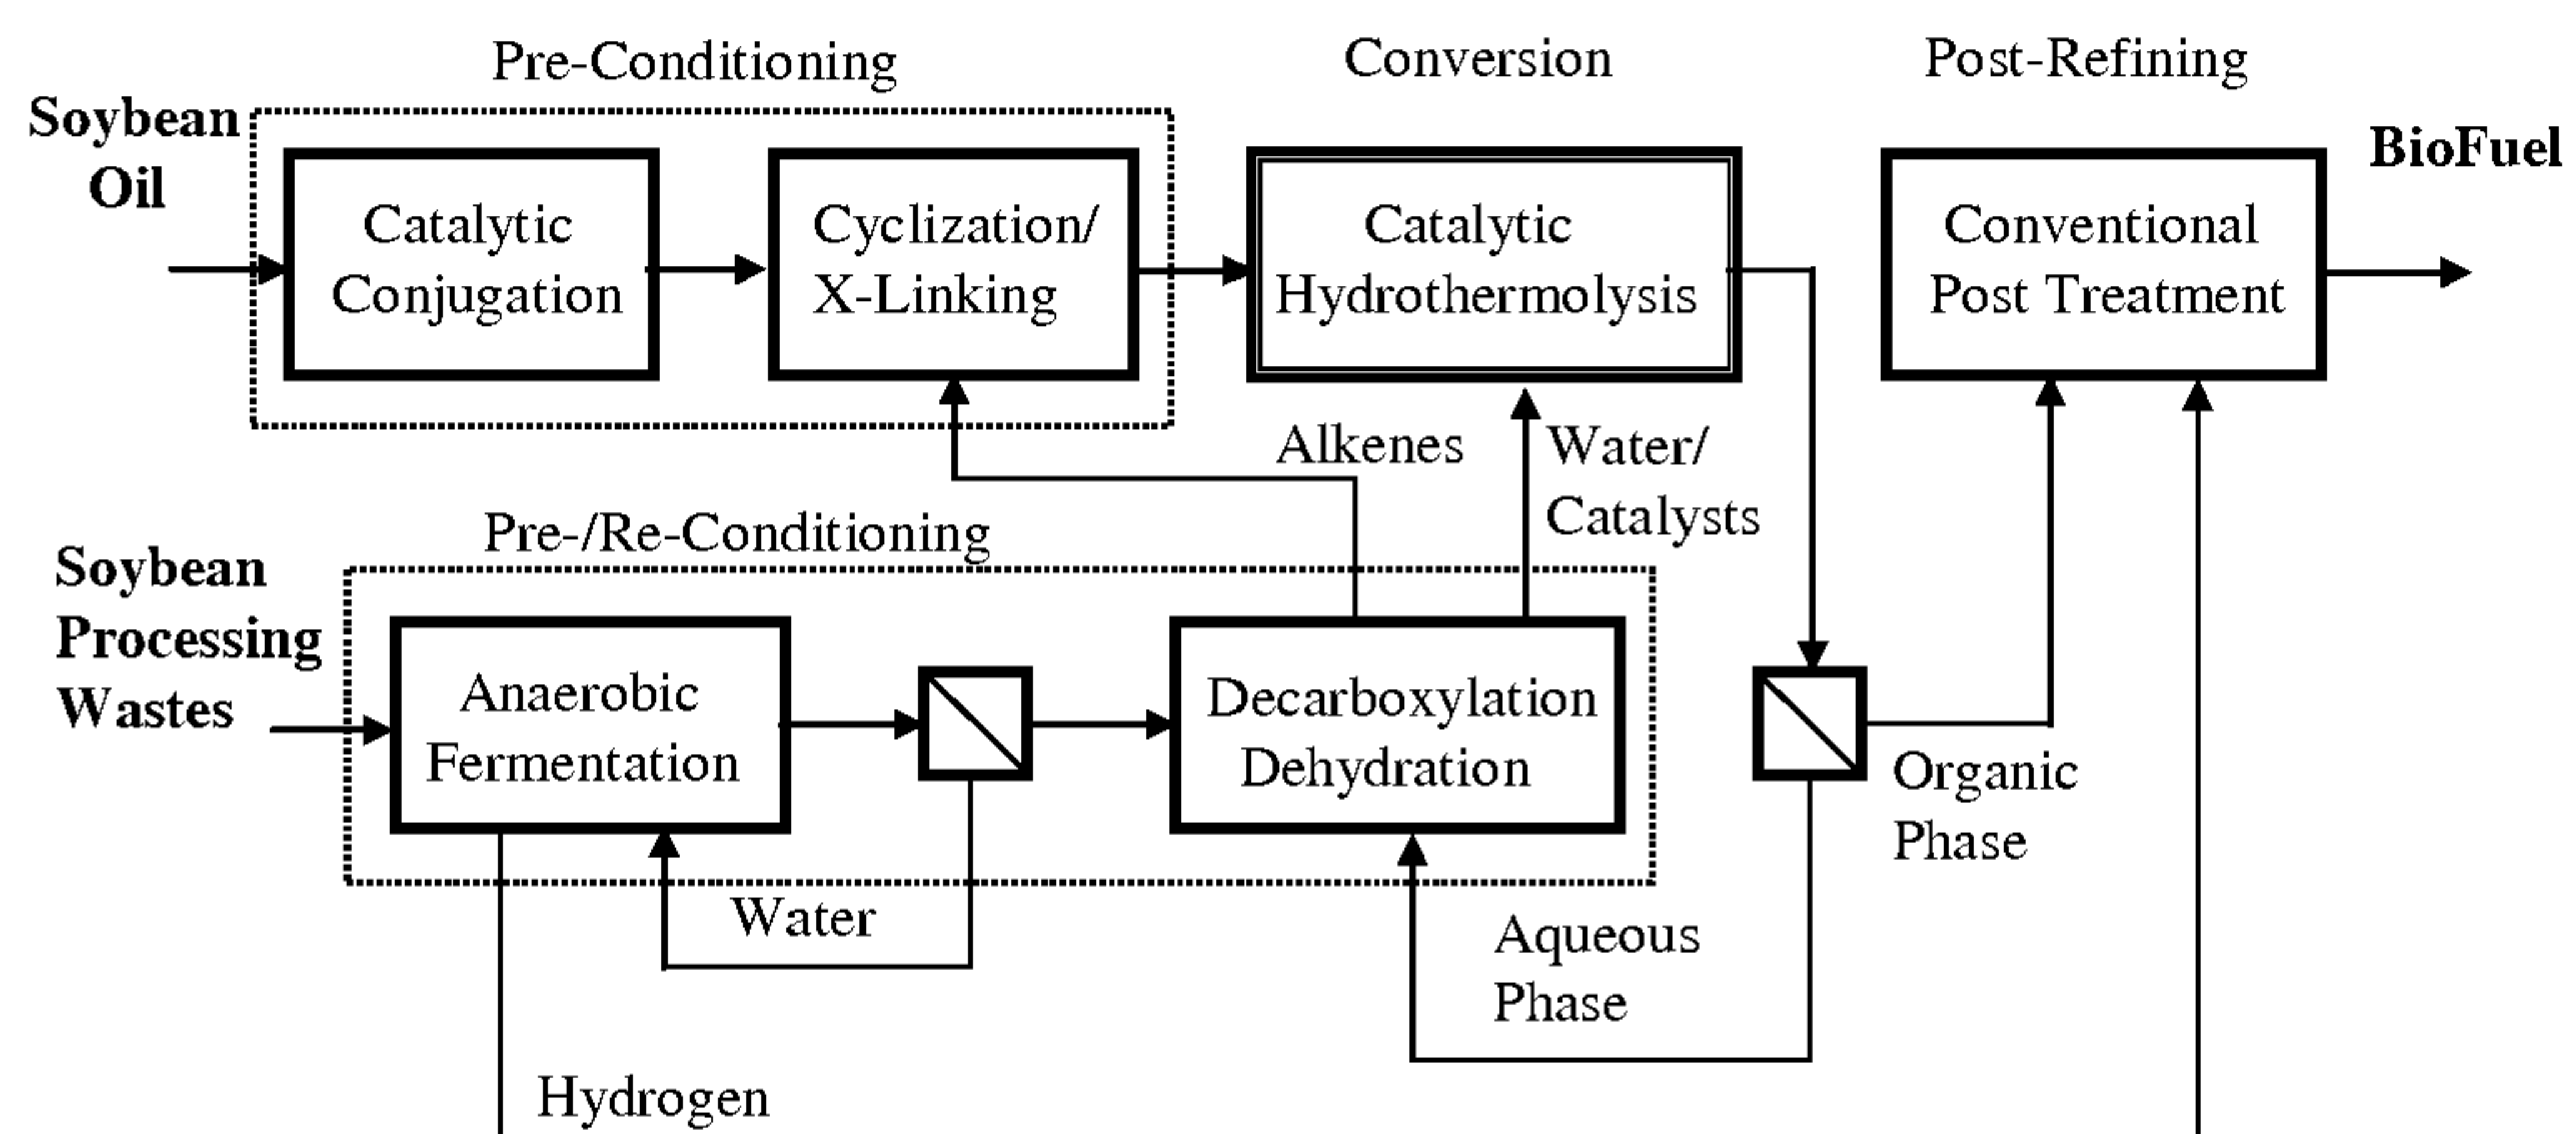 Pre-Conditioning
Conversion
Post-Refining
Soybean
Oil
BioFuel
Catalytic
Conjugation
Cyclization/
X-Linking
Catalytic
Hydrothermolysis
Conventional
Post Treatment
Alkenes
Water/
Catalysts
Pre-/Re-Conditioning
Soybean
Processing
Wastes
Anaerobic
Fermentation
Decarboxylation
Dehydration
Organic
Phase
Water
Aqueous
Phase
Hydrogen